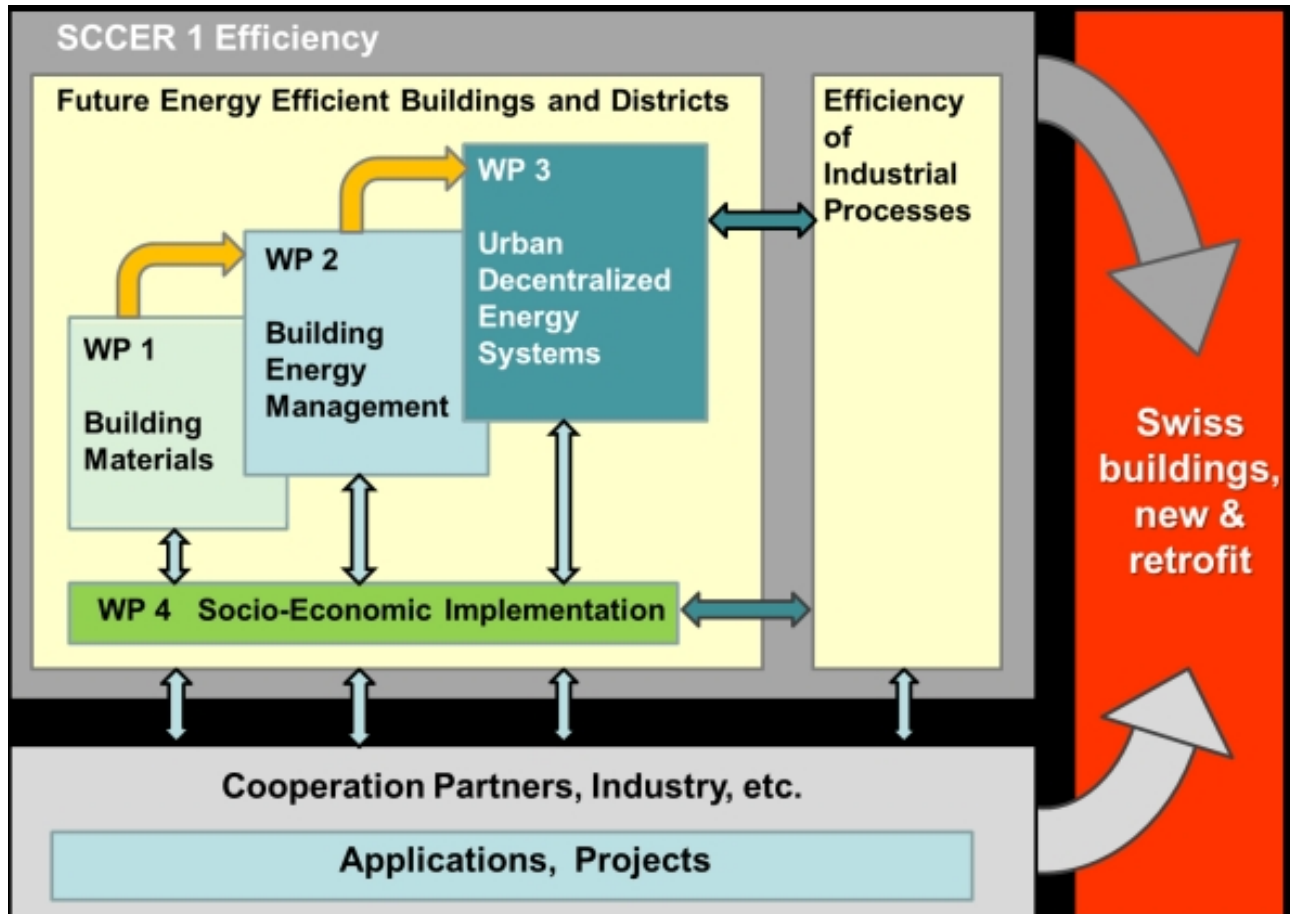 SCCER 1 Efficiency
Future Energy Efficient Buildings and Districts
WP 1
Building
Materials
WP 2
Building
Energy
Management
WP 3
Urban
Decentralized
Energy
Systems
WP 4 Socio-Economic Implementation
Efficiency
of
Industrial
Processes
Cooperation Partners, Industry, etc.
Applications, Projects
Swiss
buildings,
new &
retrofit